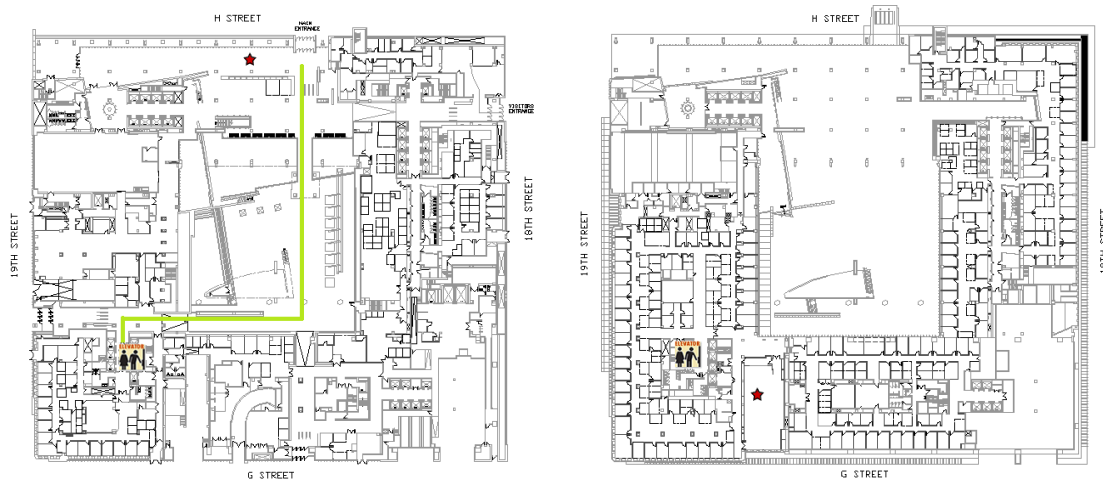 H STREET
MAIN
ENTRANCE
VISITORS
ENTRANCE
19TH STREET
18TH STREET
ELEVATOR
G STREET
H STREET
19TH STREET
18TH STREET
ELEVATOR
G STREET